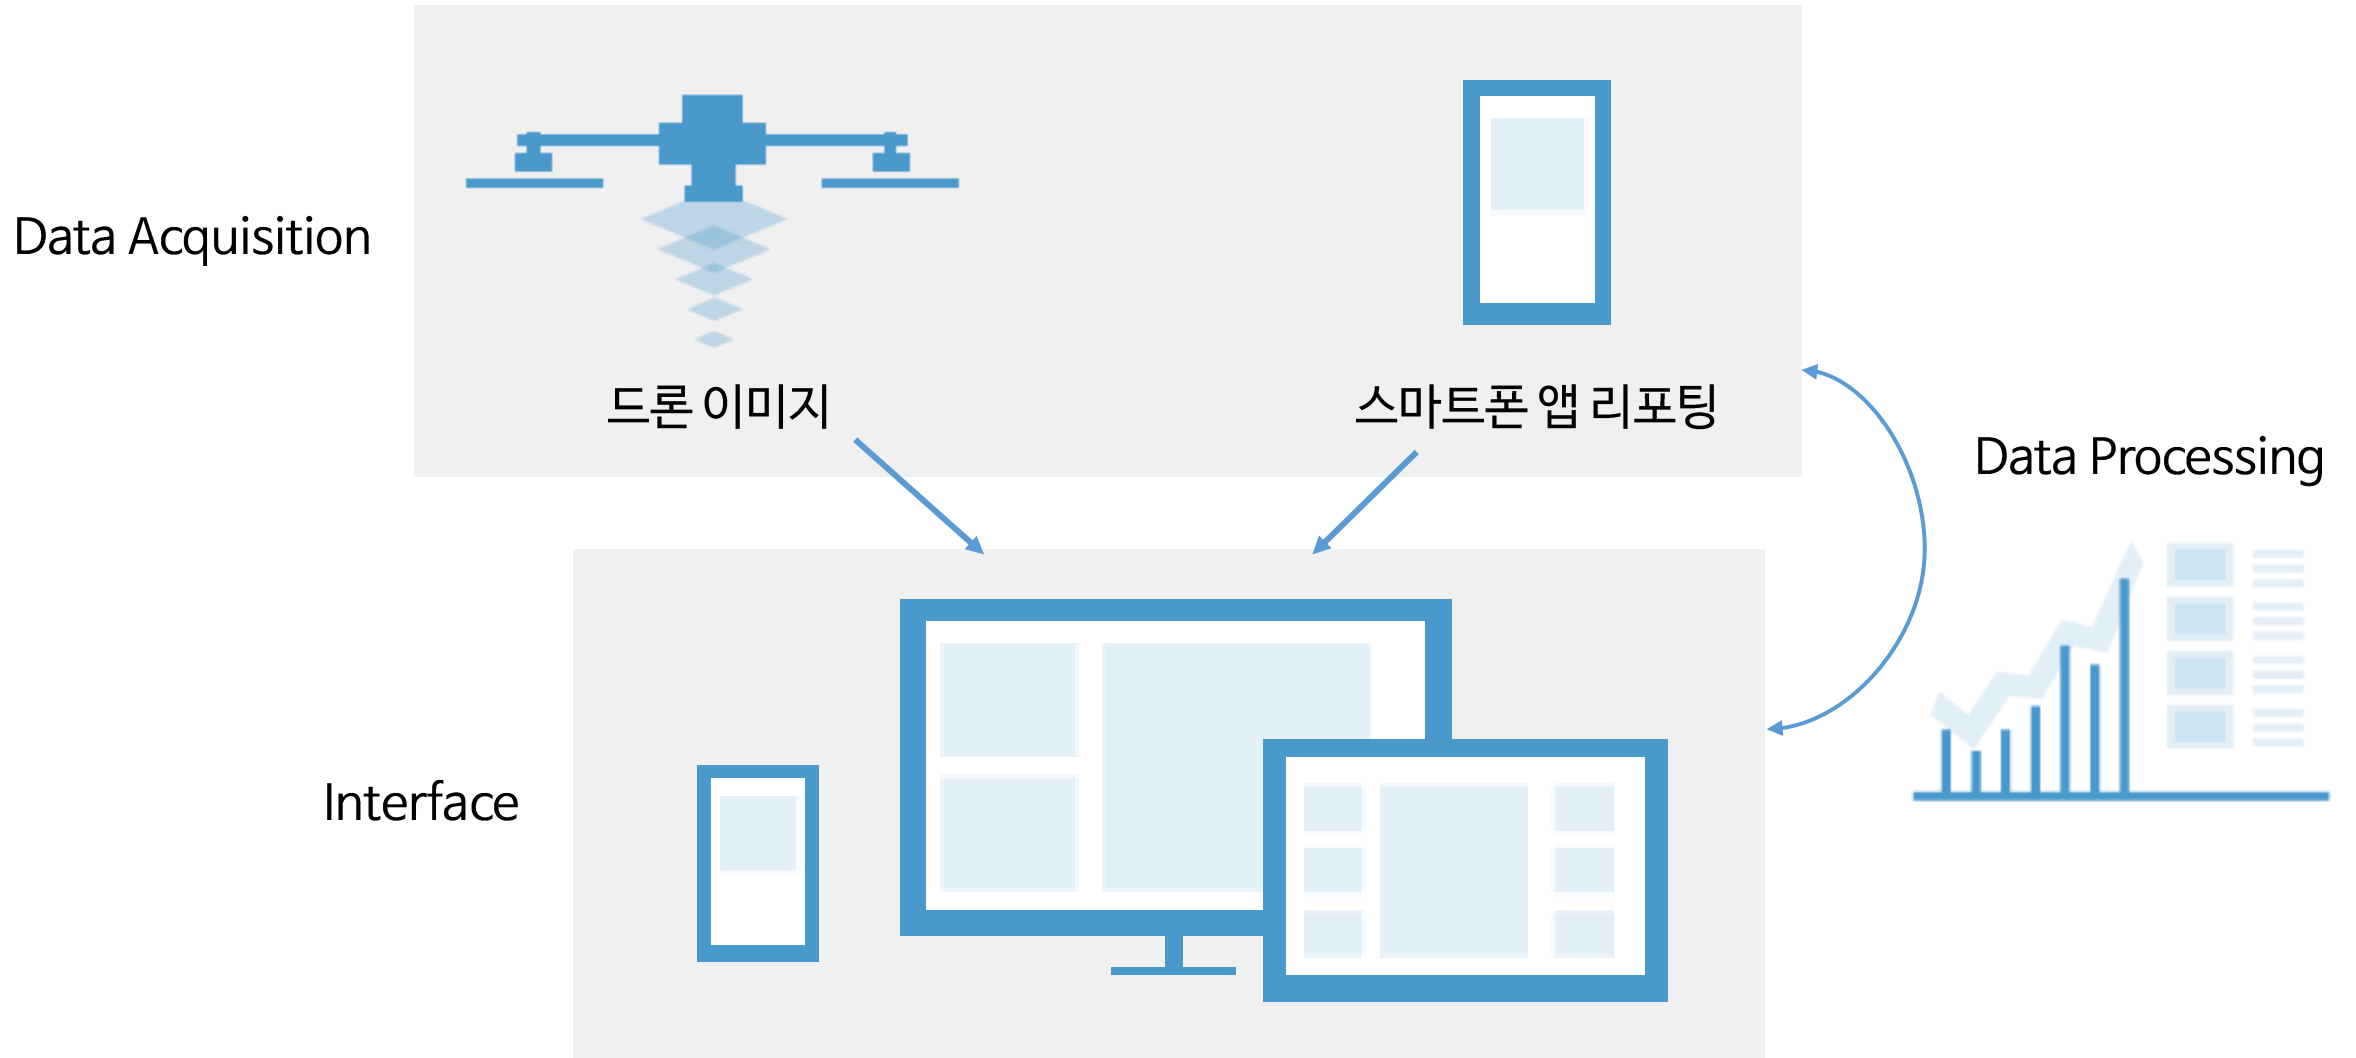 Data Acquisition
드론 이미지
스마트폰 앱 리포팅
Data Processing
Interface